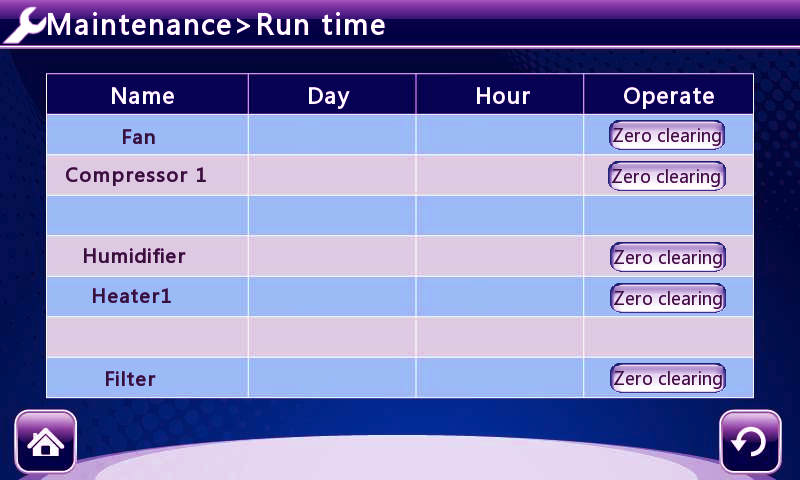 Maintenance>Run time
Name Day Hour Operate
Fan Zero clearing
Compressor 1 Zero clearing
Humidifier Zero clearing
Heater1 Zero clearing
Filter Zero clearing